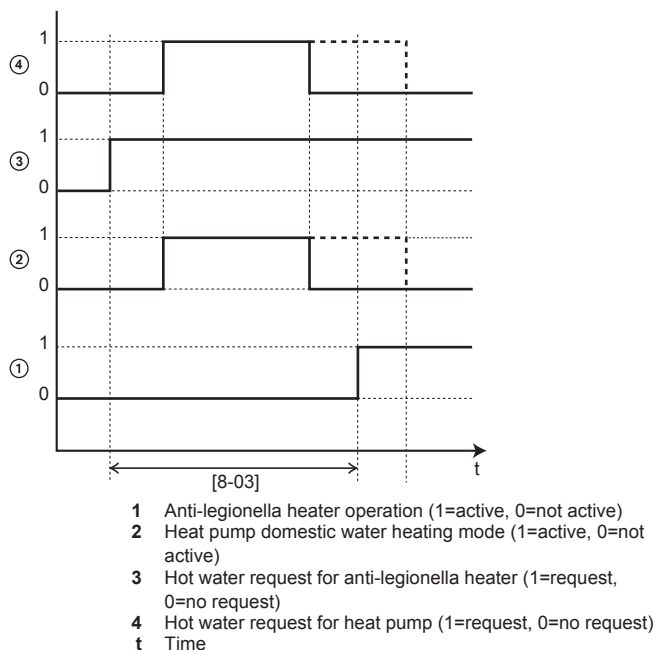 1
④
0
1
③
0
1
②
0
1
①
0
[8-03]
t
1 Anti-legionella heater operation (1=active, 0=not active)
2 Heat pump domestic water heating mode (1=active, 0=not
active)
3 Hot water request for anti-legionella heater (1=request,
0=no request)
4 Hot water request for heat pump (1=request, 0=no request)
t Time